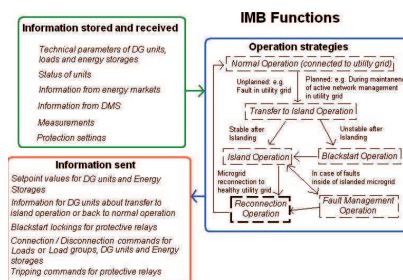 IMB Functions
Information stored and received
Technical parameters of DG units,
loads and energy storages
Status of units
Information from energy markets
Information from DMS:
Measurements
Protection settings
Operation strategies
Normal Operation (connected to utility grid)
Unplanned: e.g.
Fault in utility grid
Planned: e.g. During maintenance
of active network management
in utility grid
Transfer to Island Operation
Stable after
Islanding
Unstable after
Islanding
Island Operation
Blackstart Operation
Microgrid
reconnection to
healthy utility grid
In case of faults
inside of islanded microgrid
Reconnection
Operation
Fault Management
Operation
Information sent
Setpoint values for DG units and Energy
Storages
Information for DG units about transfer to
island operation or back to normal operation
Blackstart lockings for protective relays
Connection / Disconnection commands for
Loads or Load groups, DG units and Energy
storages
Tripping commands for protective relays